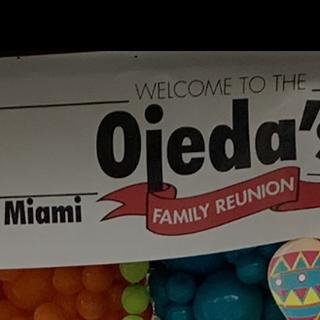 WELCOME TO THE
Ojeda's
Miami
FAMILY REUNION